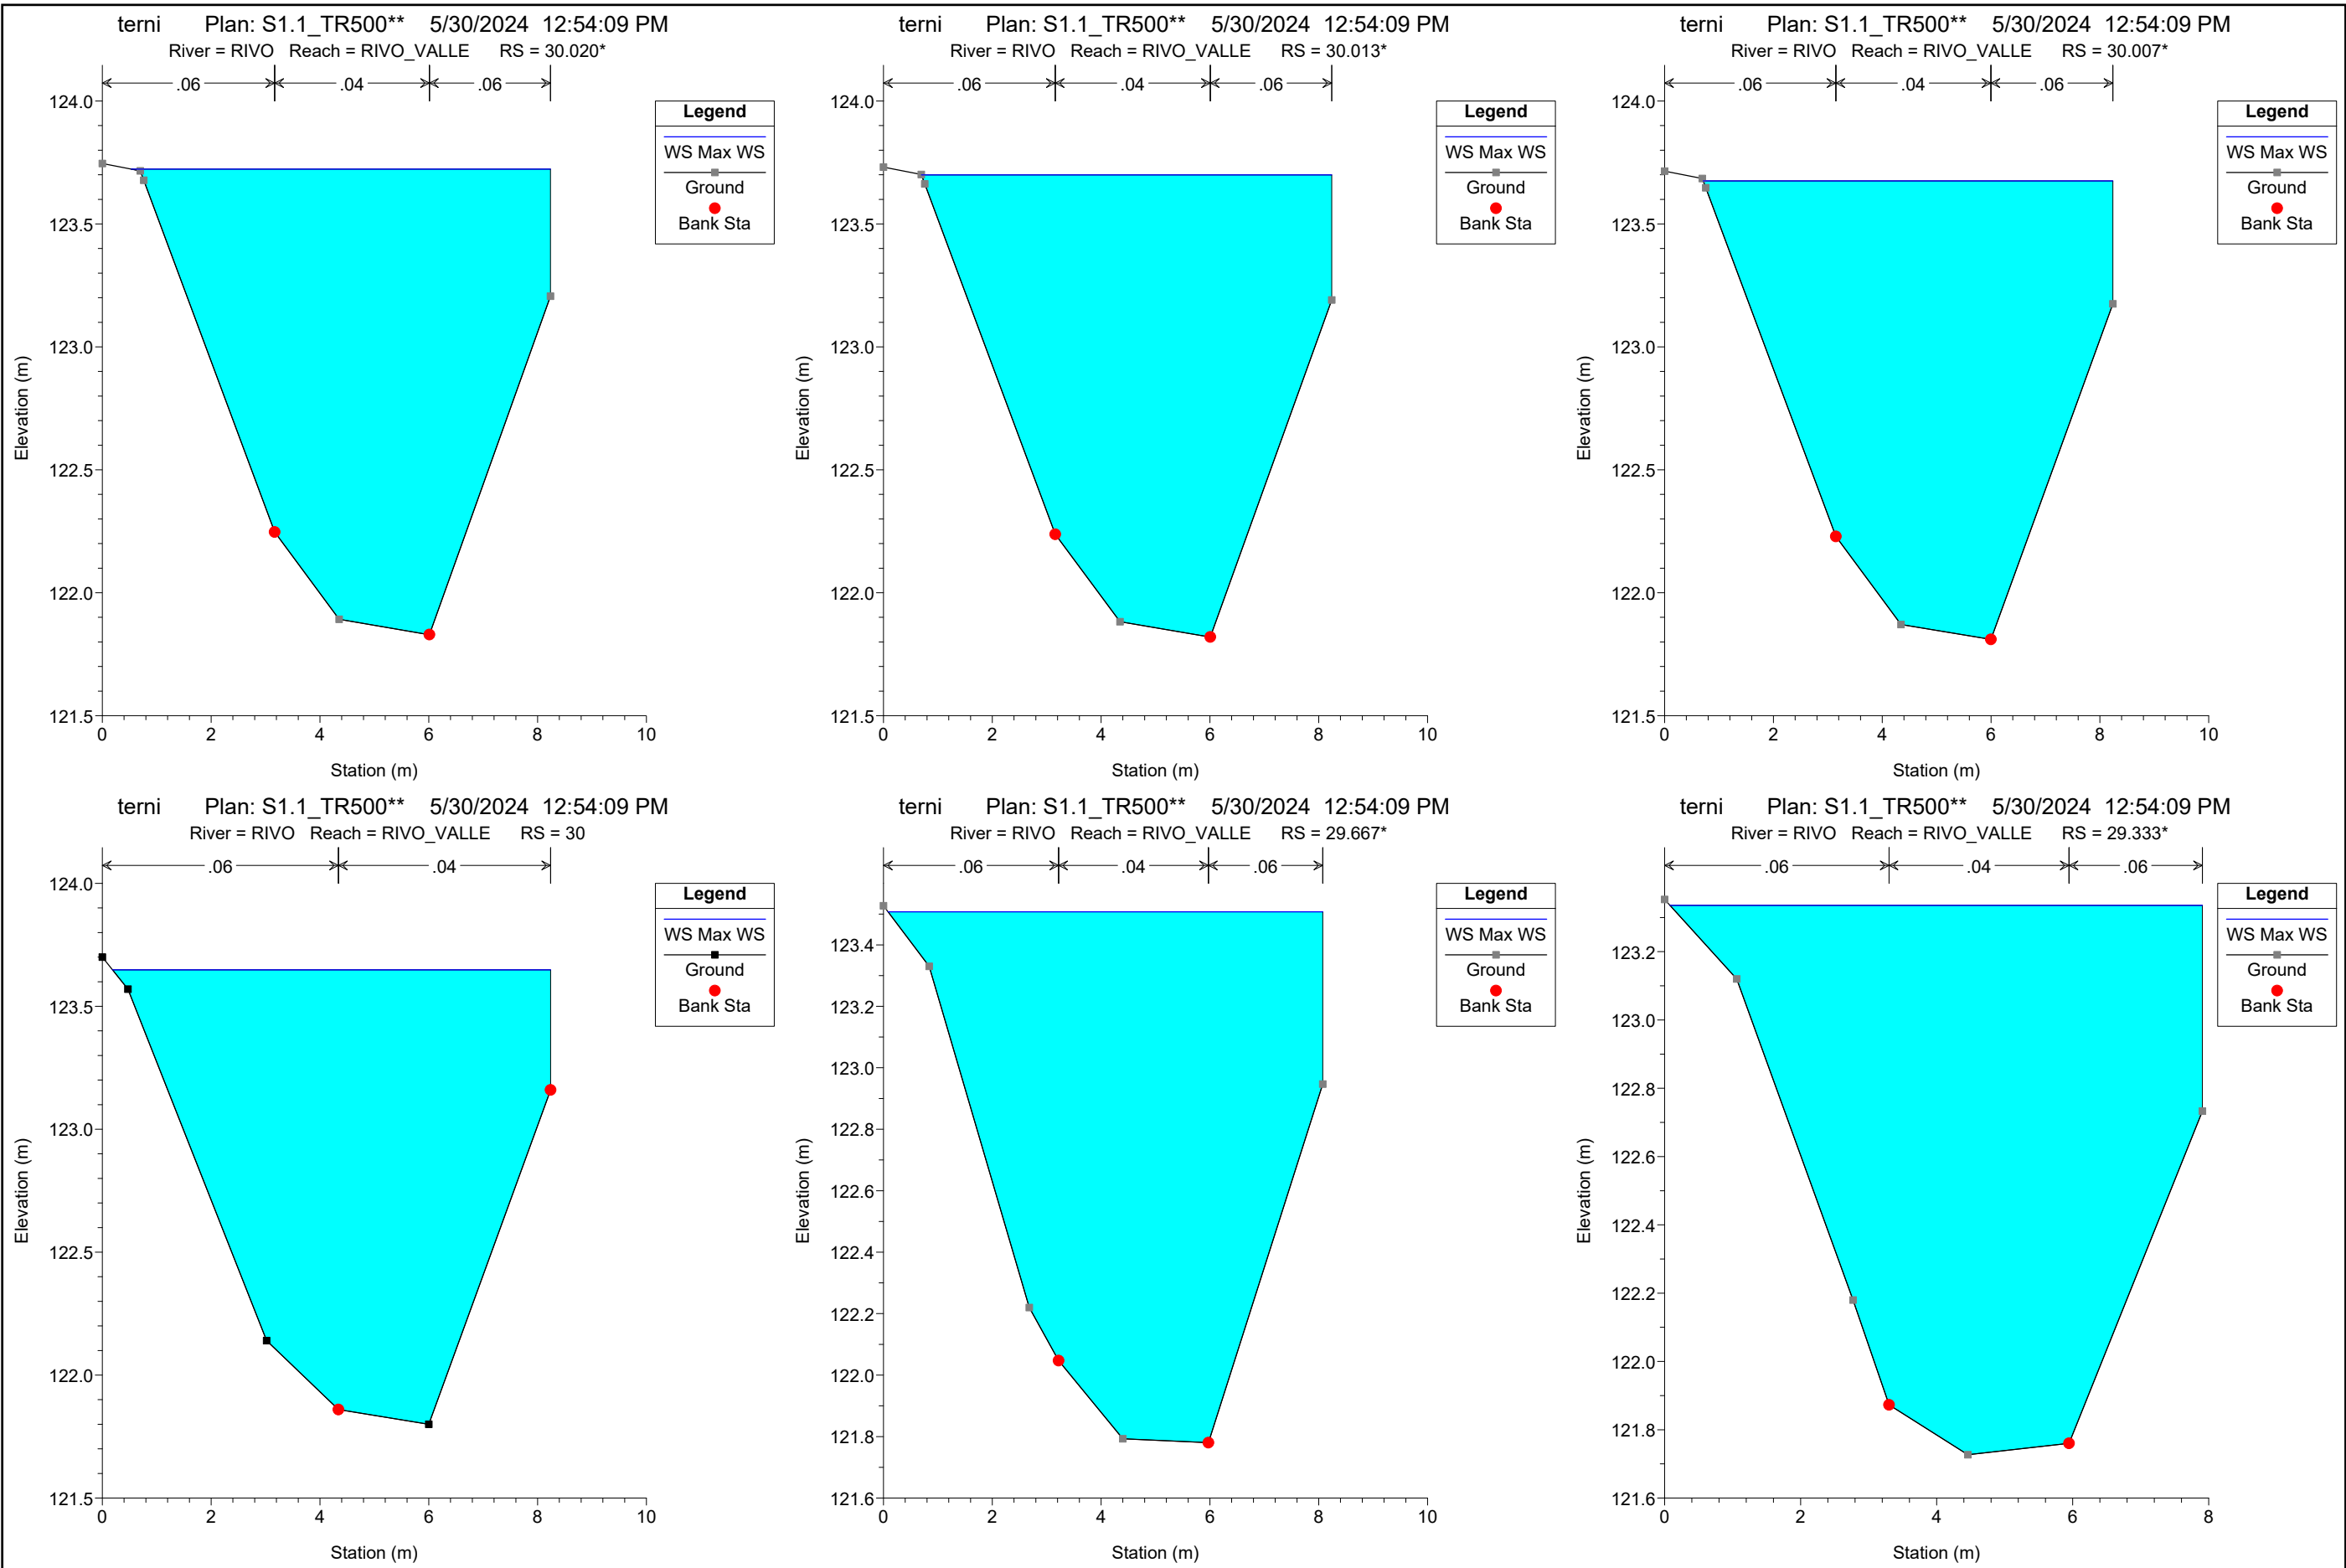 terni Plan: S1.1_TR500** 5/30/2024 12:54:09 PM
River = RIVO Reach = RIVO_VALLE RS = 30.020*
.06 .04 .06
124.0
123.5
123.0
122.5
122.0
121.5
0 2 4 6 8 10
Station (m)
Elevation (m)
Legend
WS Max WS
Ground
Bank Sta
terni Plan: S1.1_TR500** 5/30/2024 12:54:09 PM
River = RIVO Reach = RIVO_VALLE RS = 30.013*
.06 .04 .06
124.0
123.5
123.0
122.5
122.0
121.5
0 2 4 6 8 10
Station (m)
Elevation (m)
Legend
WS Max WS
Ground
Bank Sta
terni Plan: S1.1_TR500** 5/30/2024 12:54:09 PM
River = RIVO Reach = RIVO_VALLE RS = 30.007*
.06 .04 .06
124.0
123.5
123.0
122.5
122.0
121.5
0 2 4 6 8 10
Station (m)
Elevation (m)
Legend
WS Max WS
Ground
Bank Sta
terni Plan: S1.1_TR500** 5/30/2024 12:54:09 PM
River = RIVO Reach = RIVO_VALLE RS = 30
.06 .04
124.0
123.5
123.0
122.5
122.0
121.5
0 2 4 6 8 10
Station (m)
Elevation (m)
Legend
WS Max WS
Ground
Bank Sta
terni Plan: S1.1_TR500** 5/30/2024 12:54:09 PM
River = RIVO Reach = RIVO_VALLE RS = 29.667*
.06 .04 .06
123.4
123.2
123.0
122.8
122.6
122.4
122.2
122.0
121.8
121.6
0 2 4 6 8 10
Station (m)
Elevation (m)
Legend
WS Max WS
Ground
Bank Sta
terni Plan: S1.1_TR500** 5/30/2024 12:54:09 PM
River = RIVO Reach = RIVO_VALLE RS = 29.333*
.06 .04 .06
123.2
123.0
122.8
122.6
122.4
122.2
122.0
121.8
121.6
0 2 4 6 8
Station (m)
Elevation (m)
Legend
WS Max WS
Ground
Bank Sta